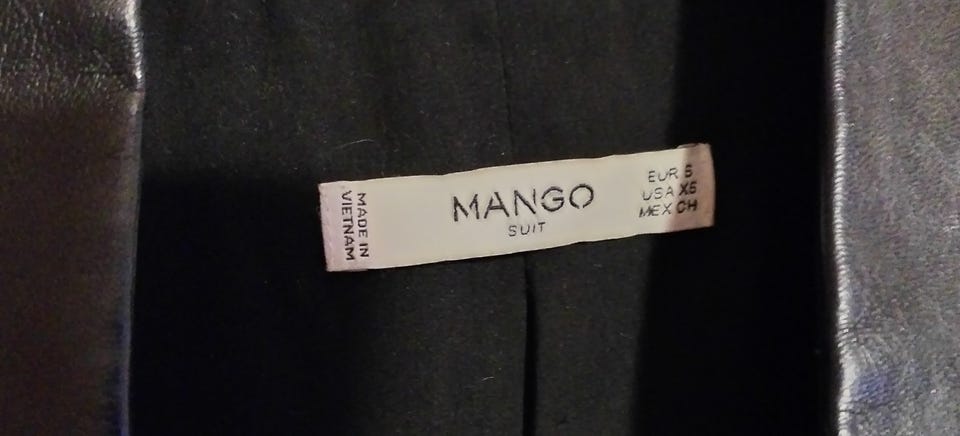 MADE IN
VIETNAM
MANGO
SUIT
EUR S
USA XS
MEX CH